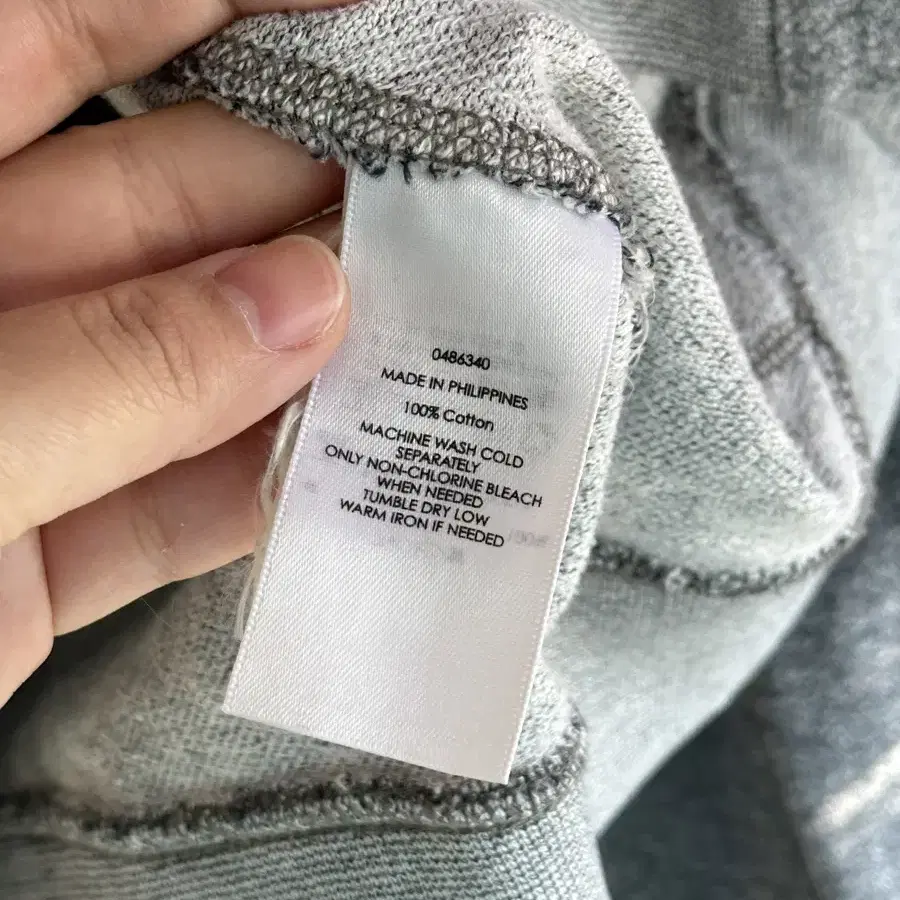 0486340
MADE IN PHILIPPINES
100% Cotton
MACHINE WASH COLD
SEPARATELY
ONLY NON-CHLORINE BLEACH
WHEN NEEDED
TUMBLE DRY LOW
WARM IRON IF NEEDED